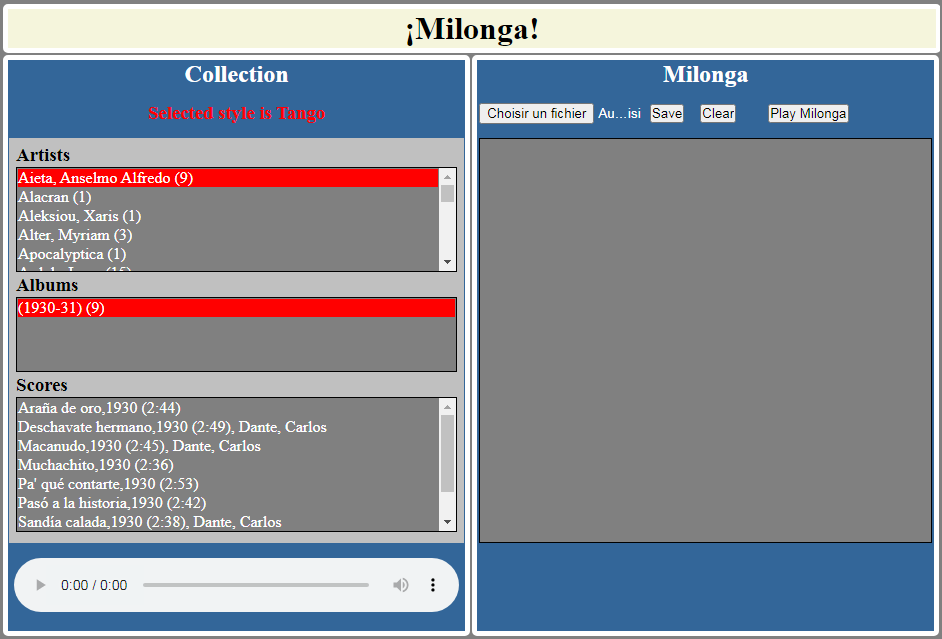 ¡Milonga!
Collection
Selected style is Tango
Artists
Aieta, Anselmo Alfredo (9)
Alacran (1)
Aleksiou, Xaris (1)
Alter, Myriam (3)
Apocalyptica (1)
Albums
(1930-31) (9)
Scores
Araña de oro,1930 (2:44)
Deschavate hermano,1930 (2:49), Dante, Carlos
Macanudo,1930 (2:45), Dante, Carlos
Muchachito,1930 (2:36)
Pa' qué contarte,1930 (2:53)
Pasó a la historia,1930 (2:42)
Sandía calada,1930 (2:38), Dante, Carlos
0:00 / 0:00
Milonga
Choisir un fichier Au...isi Save Clear Play Milonga